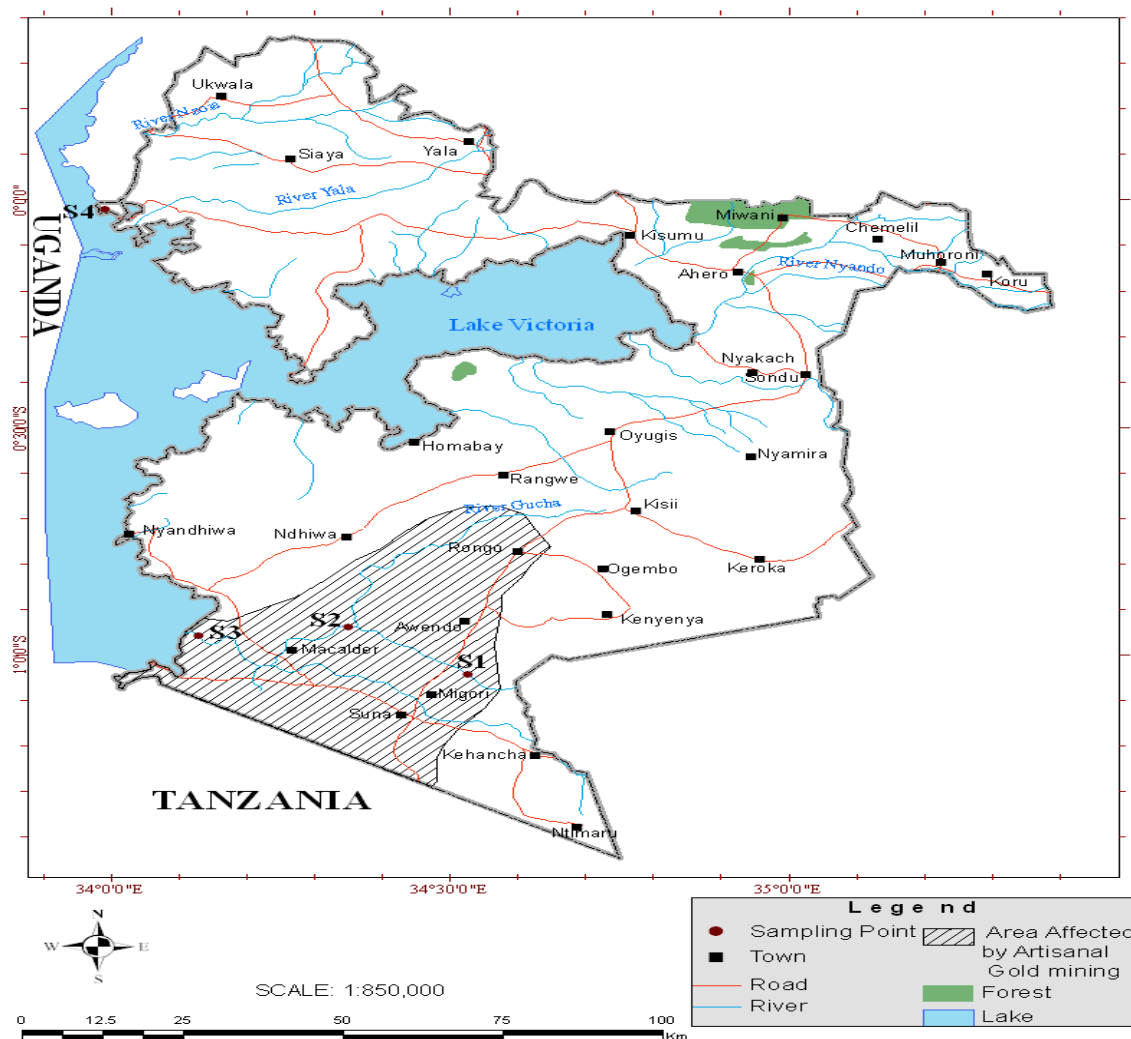 Ukwala
River Nzoia
Siaya
Yala
River Yala
S4
0°0'0"
UGANDA
Miwani
Chemelil
Kisumu
Muhoroni
Ahero
River Nyando
Koru
Lake Victoria
Nyakach
Sondu
0°30'0"S
Homabay
Oyugis
Nyamira
Rangwe
River Gucha
Kisii
Nyandhiwa
Ndhiwa
Rongo
Ogembo
Keroka
S3
S2
Awendo
Kenyenya
1°0'0"S
Macalder
S1
Migori
Suna
Kehancha
TANZANIA
Ntimaru
34°0'0"E
34°30'0"E
35°0'0"E
N
W
E
S
SCALE: 1:850,000
0 12.5 25 50 75 100
Km
Legend
Sampling Point
Town
Road
River
Area Affected
by Artisanal
Gold mining
Forest
Lake